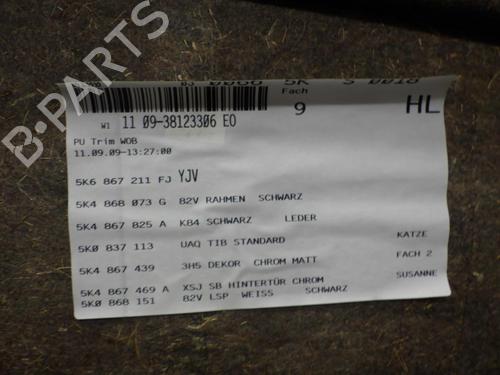 5K
Fach
9
HL
W1 11 09-38123306 EO
PU Trim WOB
11.09.09-13:27:00
5K6 867 211 FJ YJV
5K4 868 073 G 82V RAHMEN SCHWARZ
5K4 867 825 A K84 SCHWARZ LEDER
5K0 837 113 UAQ TIB STANDARD KATZE
5K4 867 439 3H5 DEKOR CHROM MATT FACH 2
5K4 867 469 A XSJ SB HINTERTÜR CHROM SUSANNE
5K0 868 151 82V LSP WEISS SCHWARZ
B-PARTS